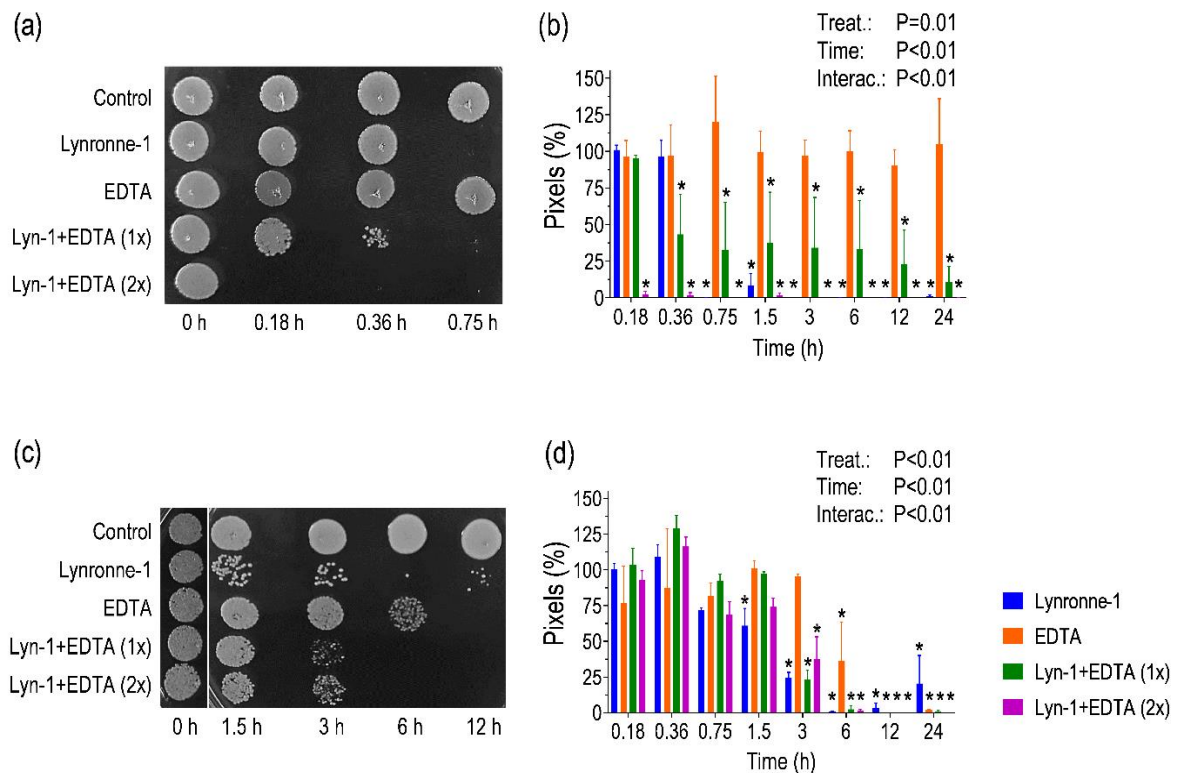 (a)
Control
Lynronne-1
EDTA
Lyn-1+EDTA (1x)
Lyn-1+EDTA (2x)
0 h 0.18 h 0.36 h 0.75 h
(b)
Treat.: P=0.01
Time: P<0.01
Interac.: P<0.01
Pixels (%)
150
125
100
75
50
25
0
* * * * * * * * * * * * * * * * * * * * * *
0.18 0.36 0.75 1.5 3 6 12 24
Time (h)
(c)
Control
Lynronne-1
EDTA
Lyn-1+EDTA (1x)
Lyn-1+EDTA (2x)
0 h 1.5 h 3 h 6 h 12 h
(d)
Treat.: P<0.01
Time: P<0.01
Interac.: P<0.01
Pixels (%)
150
125
100
75
50
25
0
* * * * * * * * * * * * * * * *
0.18 0.36 0.75 1.5 3 6 12 24
Time (h)
Lynronne-1
EDTA
Lyn-1+EDTA (1x)
Lyn-1+EDTA (2x)